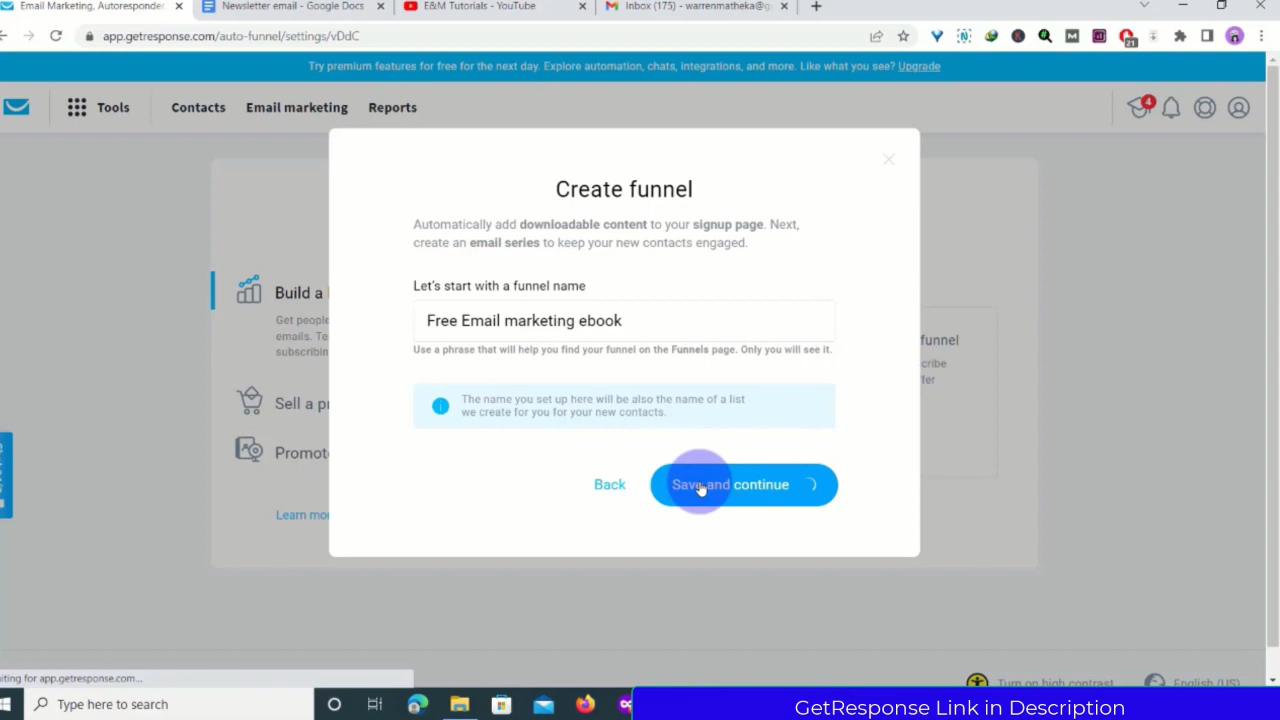 Email Marketing, Autoresponder
Newsletter email - Google Docs
E&M Tutorials - YouTube
Inbox (175) - warrenmatheka@g
app.getresponse.com/auto-funnel/settings/vDdC
21
Try premium features for free for the next day. Explore automation, chats, integrations, and more. Like what you see? Upgrade
Tools
Contacts
Email marketing
Reports
4
Create funnel
Automatically add downloadable content to your signup page. Next,
create an email series to keep your new contacts engaged.
Let's start with a funnel name
Free Email marketing ebook
Use a phrase that will help you find your funnel on the Funnels page. Only you will see it.
The name you set up here will be also the name of a list
we create for you for your new contacts.
Back
Save and continue
Build a
Get people
emails. Te
subscribin
Sell a p
Promot
Learn mo
funnel
cribe
fer
iting for app.getresponse.com...
Turn on high contrast
English (US)
Type here to search
GetResponse Link in Description